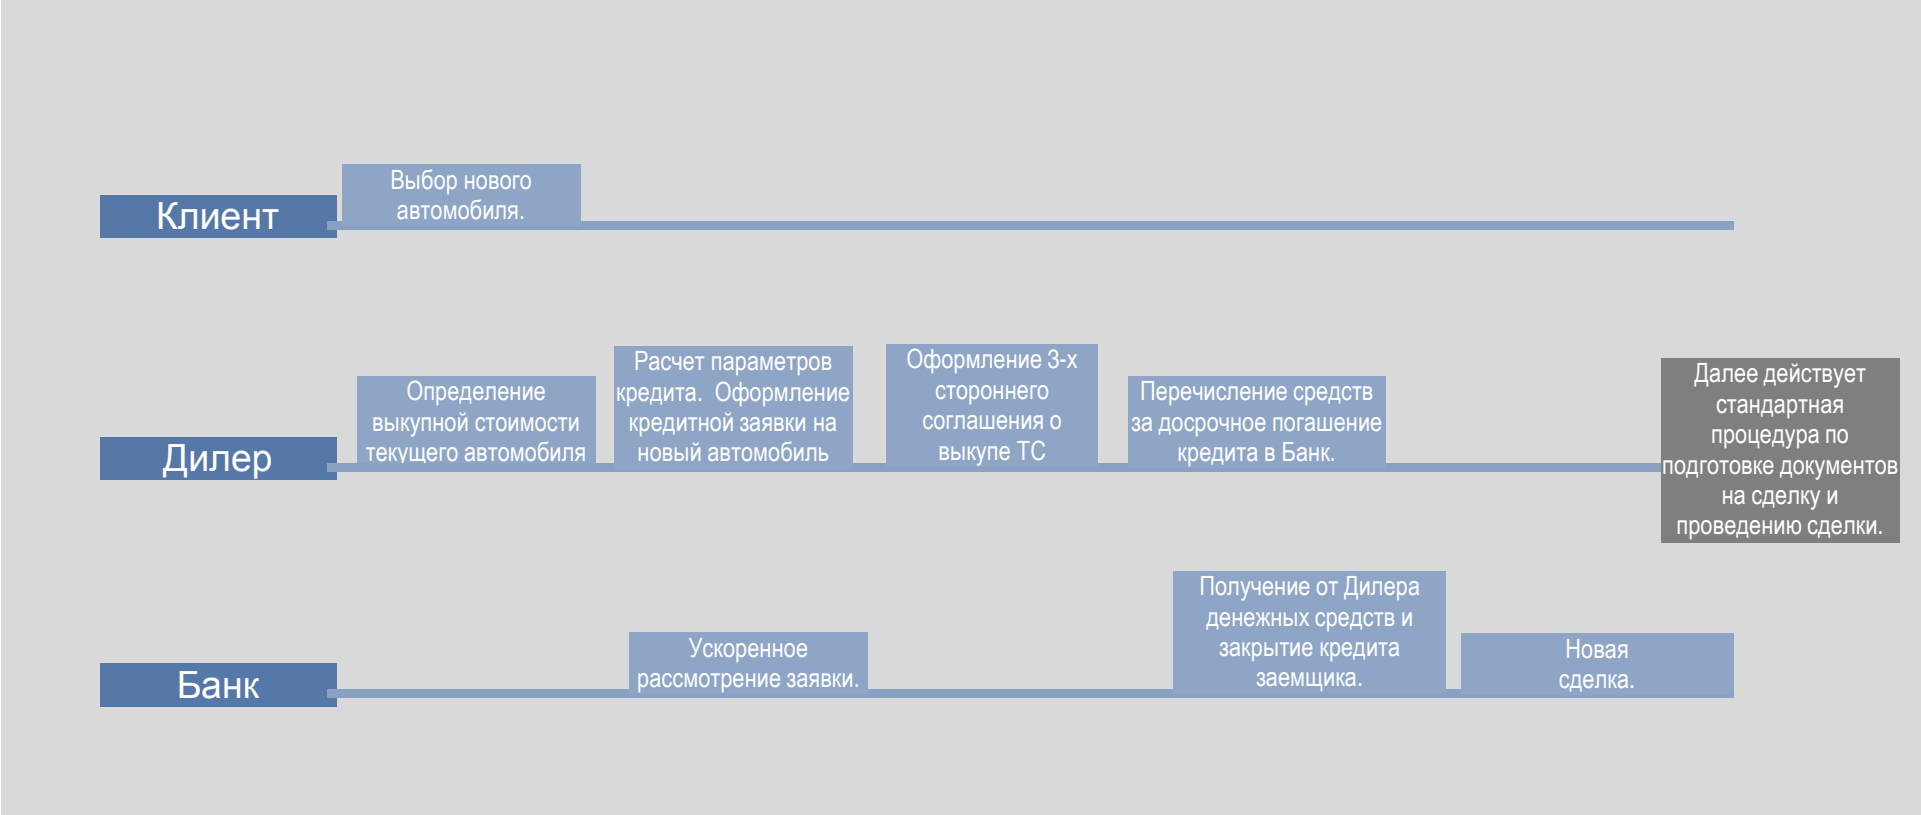 Клиент
Выбор нового
автомобиля.
Дилер
Определение
выкупной стоимости
текущего автомобиля
Расчет параметров
кредита.  Оформление
кредитной заявки на
новый автомобиль
Оформление 3-х
стороннего
соглашения о
выкупе ТС
Перечисление средств
за досрочное погашение
кредита в Банк.
Далее действует
стандартная
процедура по
подготовке документов
на сделку и
проведению сделки.
Банк
Ускоренное
рассмотрение заявки.
Получение от Дилера
денежных средств и
закрытие кредита
заемщика.
Новая
сделка.